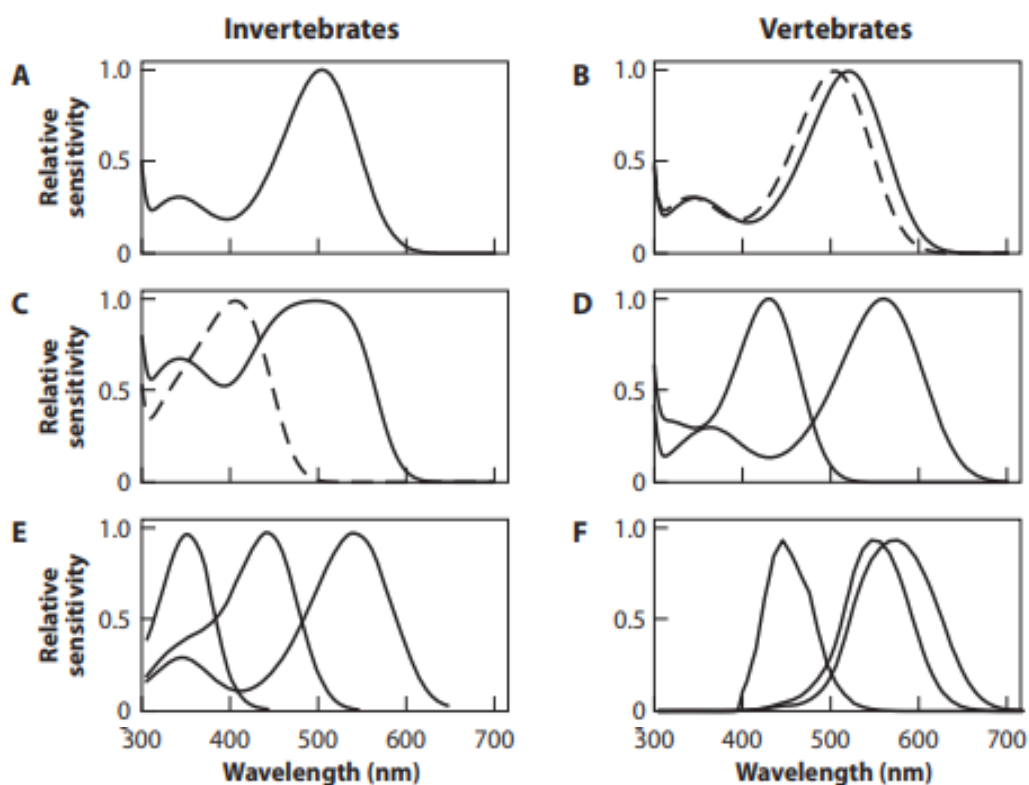 Invertebrates Vertebrates
A B
1.0 1.0
Relative sensitivity
0.5 0.5
0 0
C D
1.0 1.0
Relative sensitivity
0.5 0.5
0 0
E F
1.0 1.0
Relative sensitivity
0.5 0.5
0 0
300 400 500 600 700 300 400 500 600 700
Wavelength (nm) Wavelength (nm)